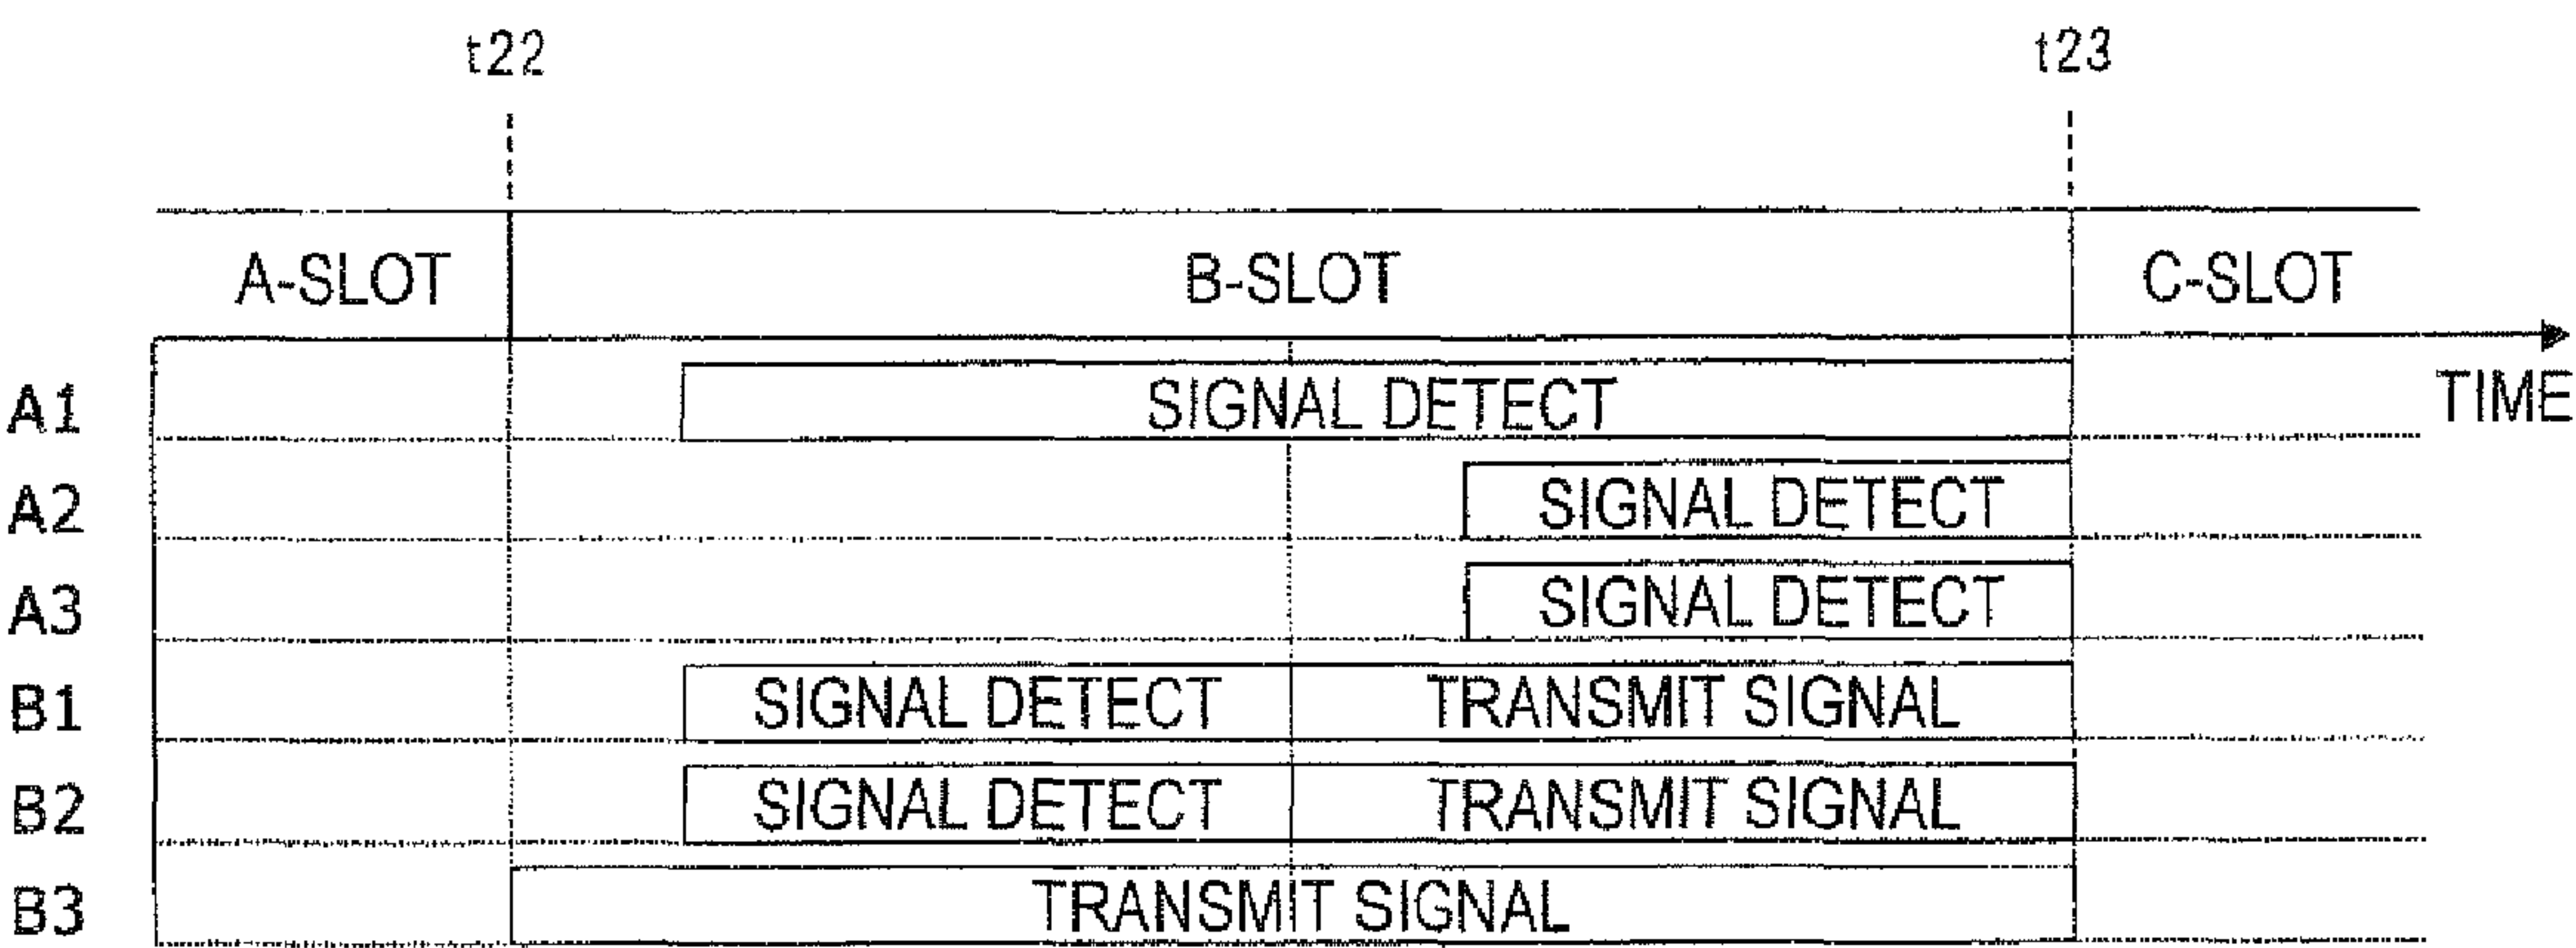 t22 t23
A-SLOT B-SLOT C-SLOT
TIME
A1 SIGNAL DETECT
A2 SIGNAL DETECT
A3 SIGNAL DETECT
B1 SIGNAL DETECT TRANSMIT SIGNAL
B2 SIGNAL DETECT TRANSMIT SIGNAL
B3 TRANSMIT SIGNAL